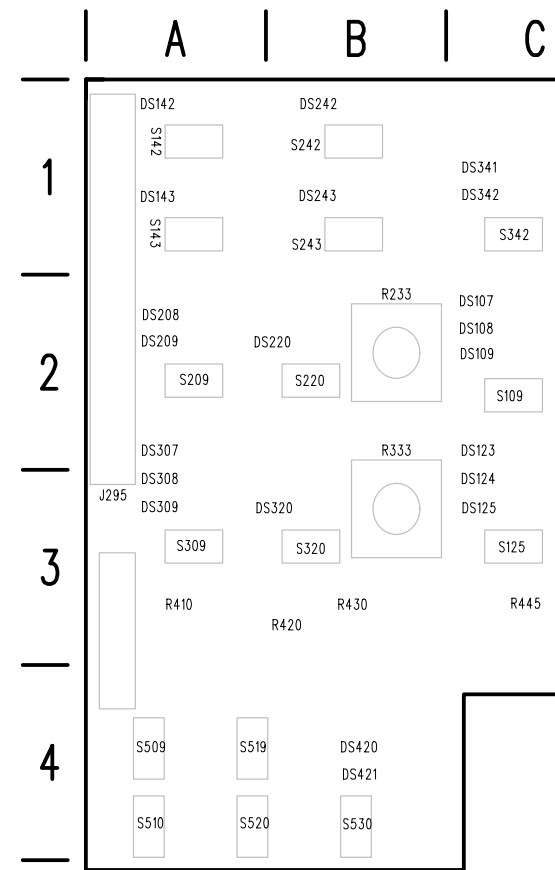 A B C
1
DS142 DS242
S142 S242
DS341
DS143 DS243 DS342
S143 S243 S342
2
R233 DS107
DS208 DS108
DS209 DS220 DS109
S209 S220 S109
DS307 R333 DS123
3
DS308 DS124
J295 DS309 DS320 DS125
S309 S320 S125
R410 R430 R445
R420
4
S509 S519 DS420
DS421
S510 S520 S530